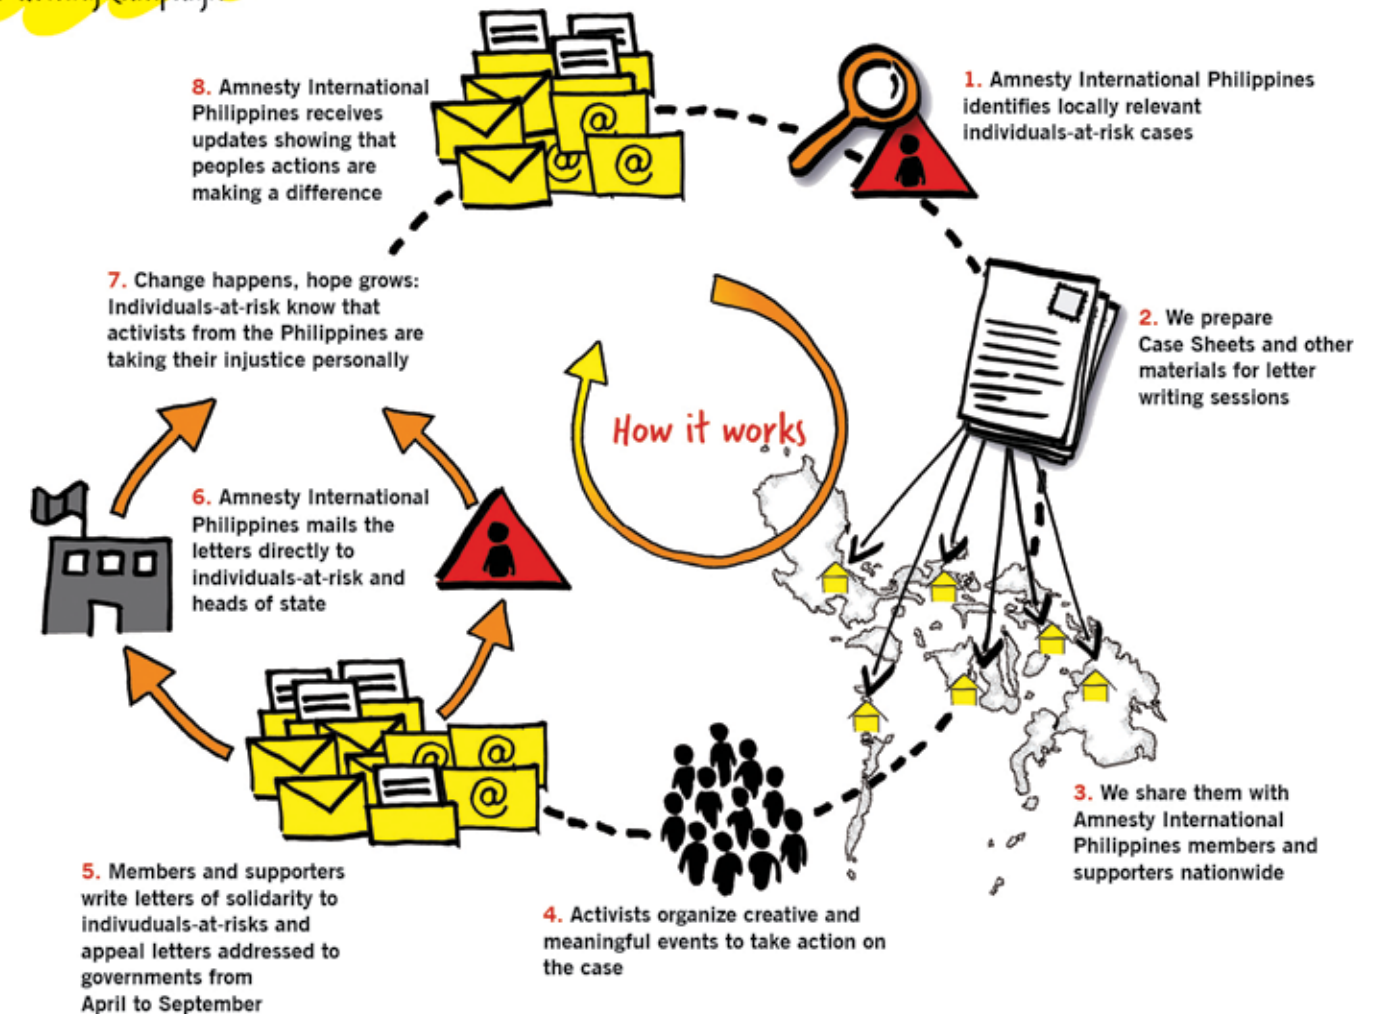 1. Amnesty International Philippines
identifies locally relevant
individuals-at-risk cases
2. We prepare
Case Sheets and other
materials for letter
writing sessions
3. We share them with
Amnesty International
Philippines members and
supporters nationwide
4. Activists organize creative and
meaningful events to take action on
the case
5. Members and supporters
write letters of solidarity to
indivuduals-at-risks and
appeal letters addressed to
governments from
April to September
6. Amnesty International
Philippines mails the
letters directly to
individuals-at-risk and
heads of state
7. Change happens, hope grows:
Individuals-at-risk know that
activists from the Philippines are
taking their injustice personally
8. Amnesty International
Philippines receives
updates showing that
peoples actions are
making a difference
How it works
@
@
@
@
@
@